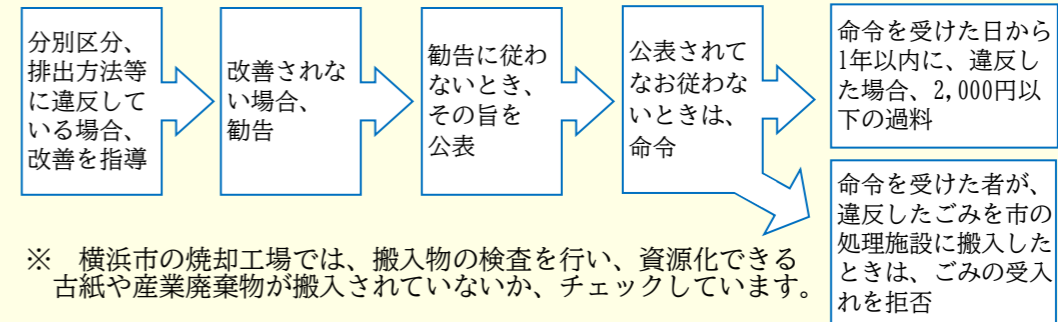 分別区分、
排出方法等
に違反して
いる場合、
改善を指導
改善されな
い場合、
勧告
勧告に従わ
ないとき、
その旨を
公表
公表されて
なお従わな
いときは、
命令
命令を受けた日から
1年以内に、違反し
た場合、2,000円以
下の過料
命令を受けた者が、
違反したごみを市の
処理施設に搬入した
ときは、ごみの受入
れを拒否
※　横浜市の焼却工場では、搬入物の検査を行い、資源化できる
古紙や産業廃棄物が搬入されていないか、チェックしています。